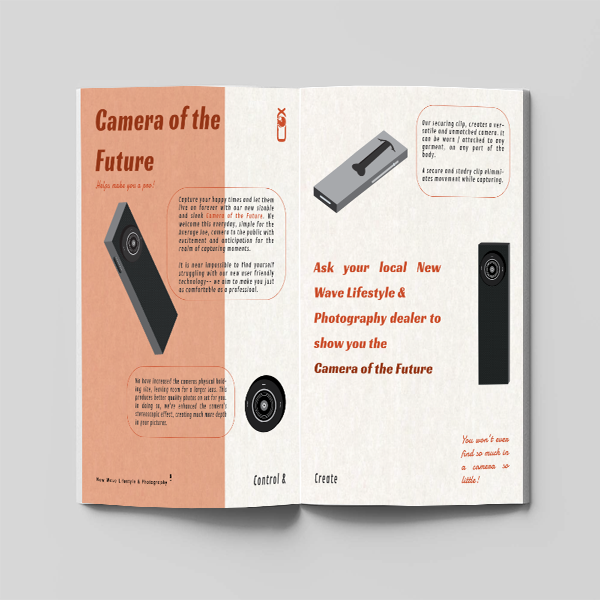 Camera of the
Future
Helps make you a pro!
Capture your happy times and let them
live on forever with our new sizable
and sleek Camera of the Future. We
welcome this everyday, simple for the
average Joe, camera to the public with
excitement and anticipation for the
realm of capturing moments.
It is near impossible to find yourself
struggling with our new user friendly
technology-- we aim to make you just
as comfortable as a professional.
We have increased the cameras physical hold-
ing size, leaving room for a larger lens. This
produces better quality photos on set for you.
In doing so, we've enhanced the camera's
stereoscopic effect, creating much more depth
in your pictures.
New Wave Lifestyle & Photography
Control &
Our securing clip, creates a ver-
satile and unmatched camera. It
can be worn / attached to any
garment, on any part of the
body.
A secure and stadry clip elimmi-
ates movement while capturing.
Ask your local New
Wave Lifestyle &
Photography dealer to
show you the
Camera of the Future
You won't ever
find so much in
a camera so
little!
Create